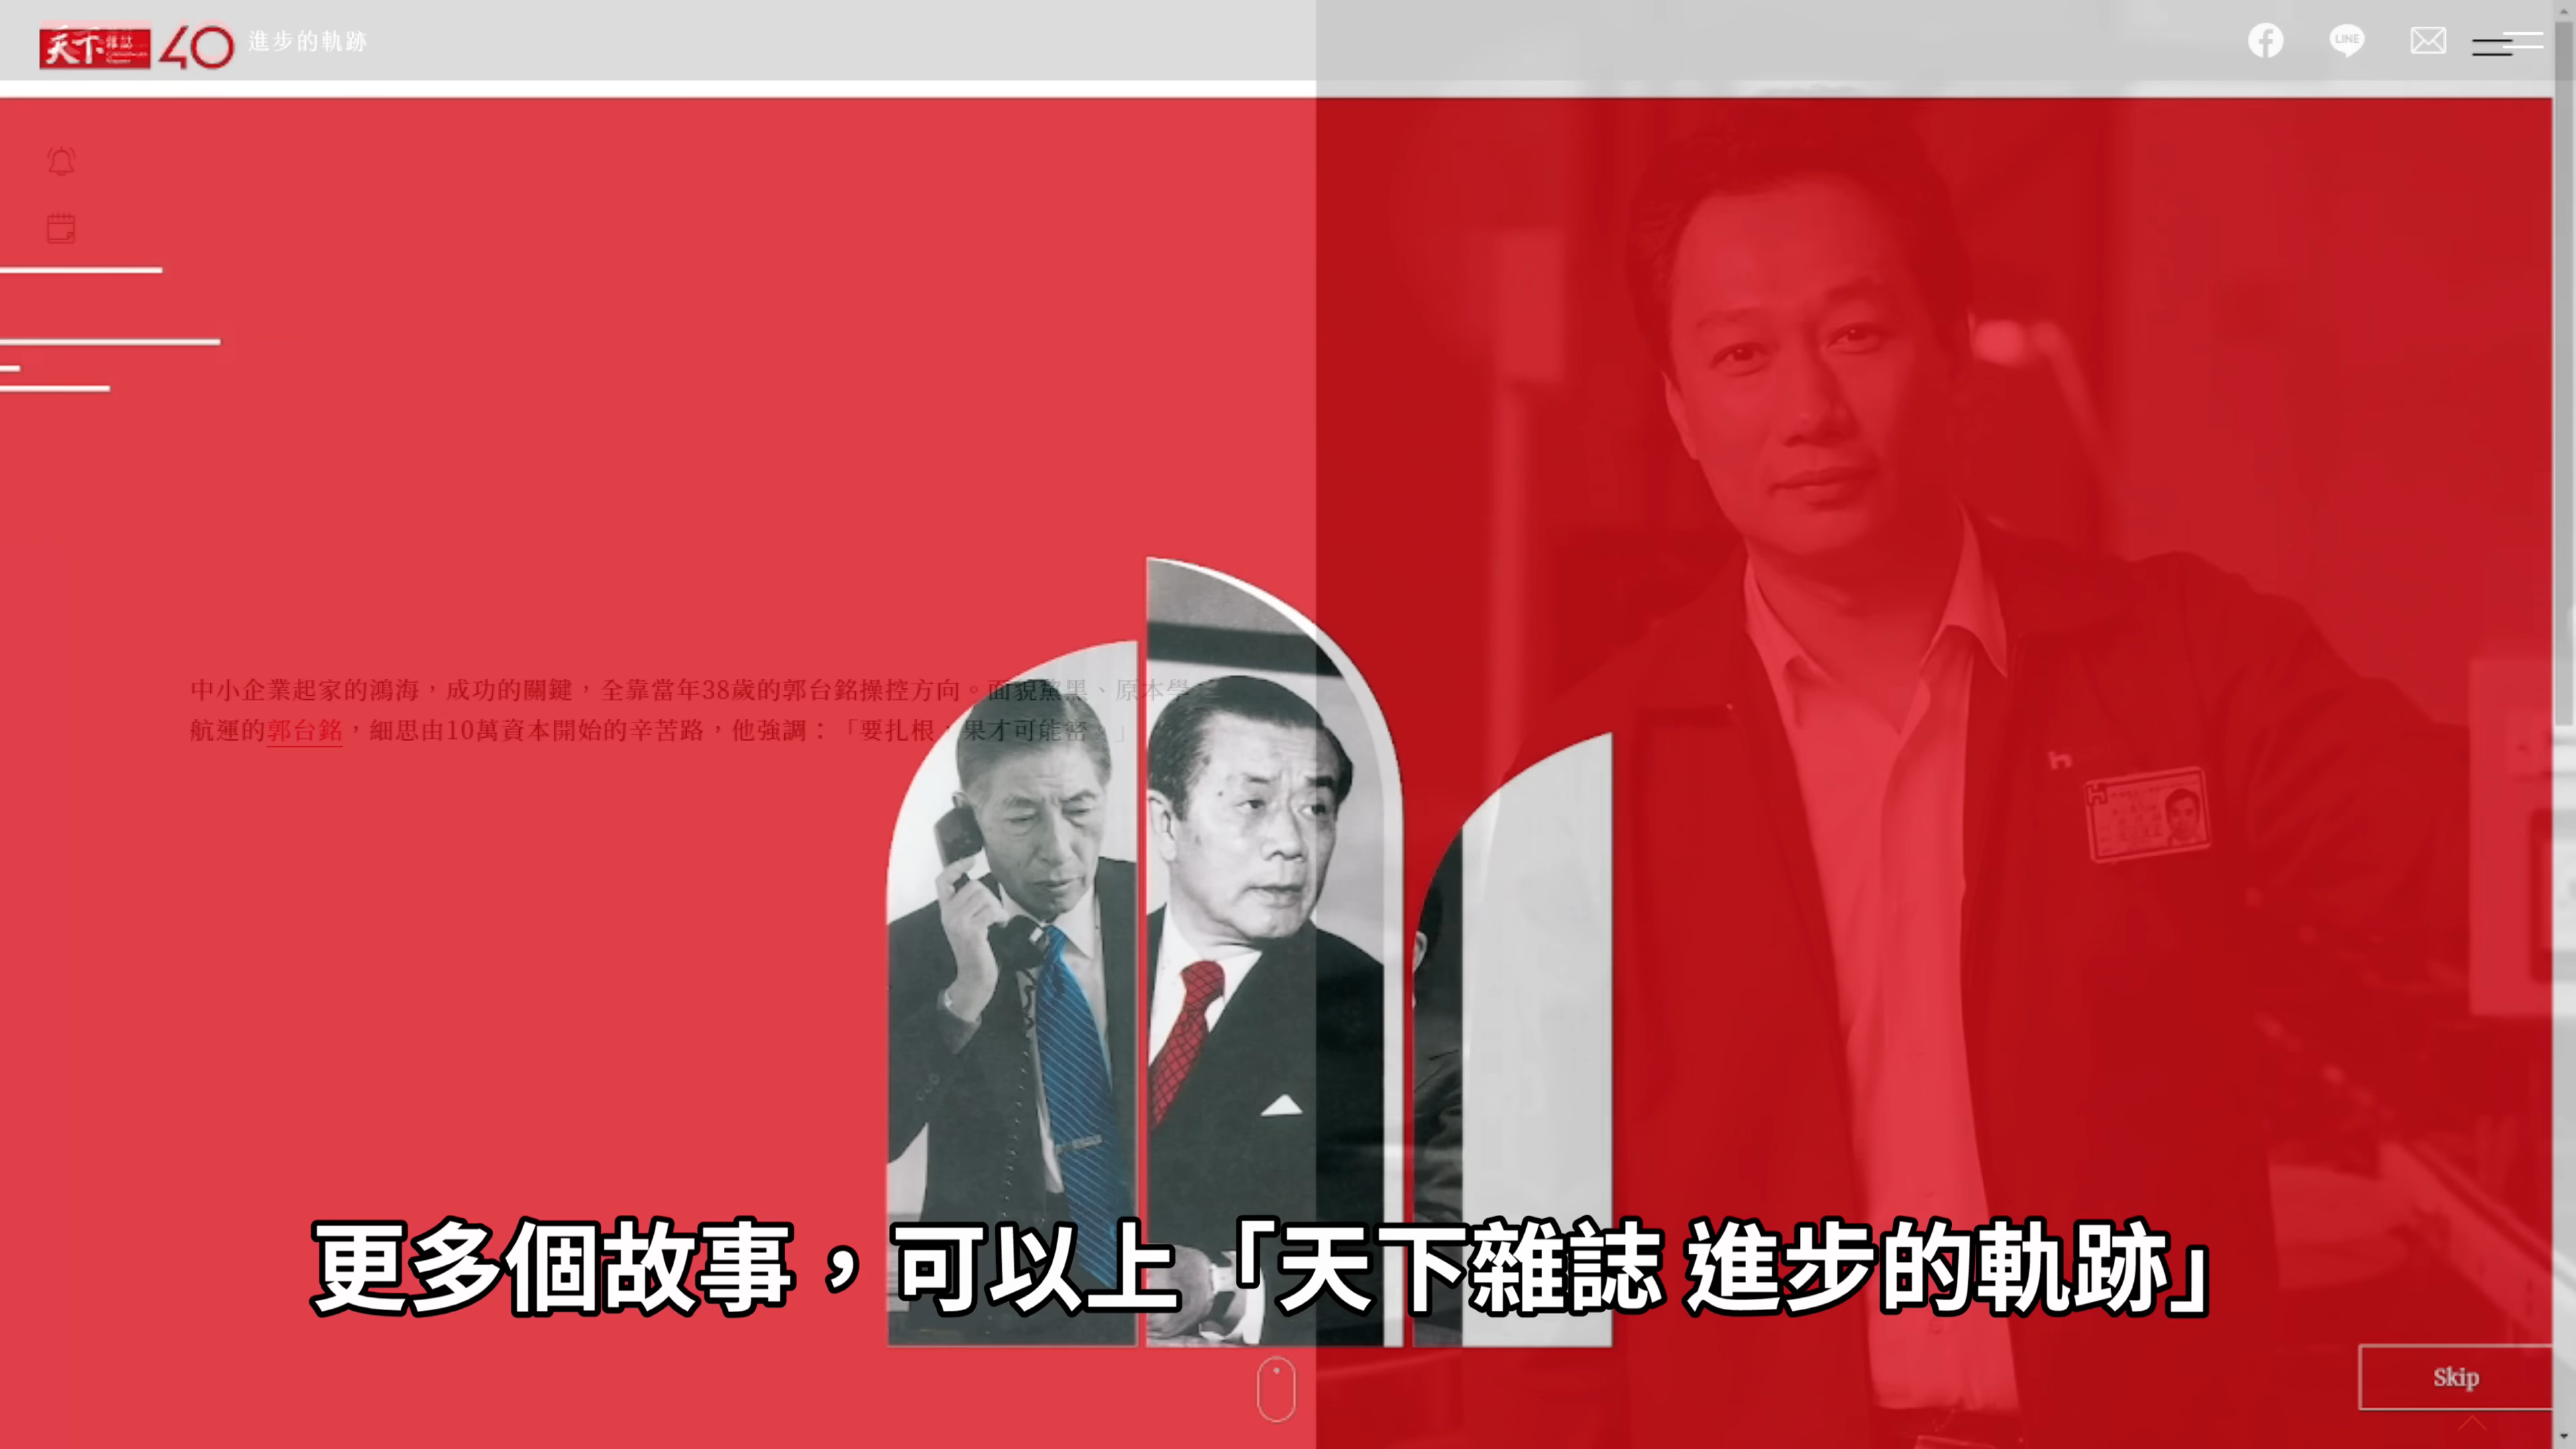 天下雜誌 40 進步的軌跡
LINE
中小企業起家的鴻海，成功的關鍵，全靠當年38歲的郭台銘操控方向。面貌黧黑、原本學
航運的郭台銘，細思由10萬資本開始的辛苦路，他強調：「要扎根，果才可能密。」
更多個故事，可以上「天下雜誌 進步的軌跡」
Skip